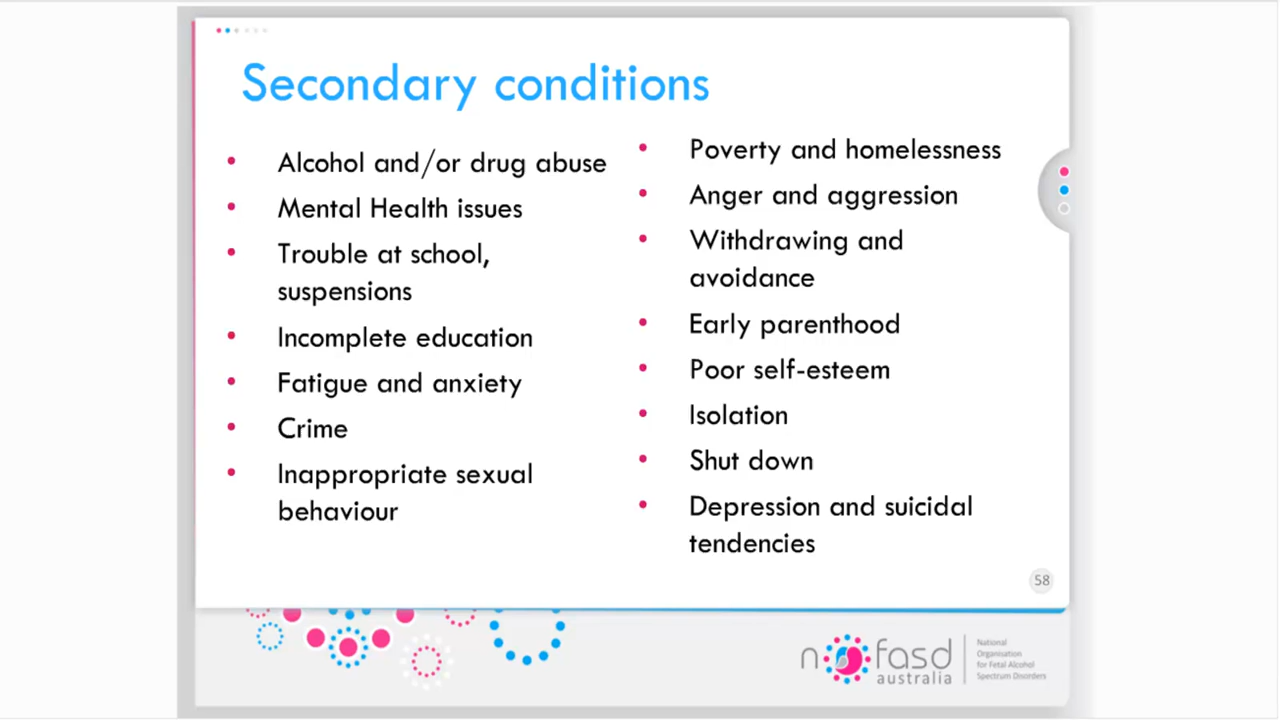 Secondary conditions
• Alcohol and/or drug abuse
• Mental Health issues
• Trouble at school,
suspensions
• Incomplete education
• Fatigue and anxiety
• Crime
• Inappropriate sexual
behaviour
• Poverty and homelessness
• Anger and aggression
• Withdrawing and
avoidance
• Early parenthood
• Poor self-esteem
• Isolation
• Shut down
• Depression and suicidal
tendencies
58
nofasd
australia
National
Organisation
for Fetal Alcohol
Spectrum Disorders